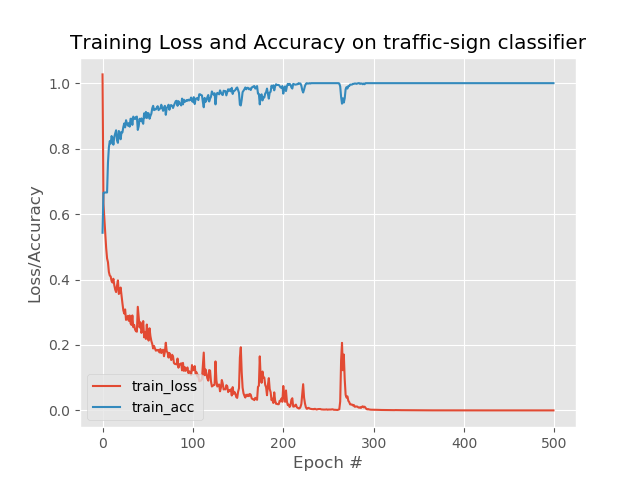 Training Loss and Accuracy on traffic-sign classifier
1.0
0.8
0.6
0.4
0.2
0.0
Loss/Accuracy
train_loss
train_acc
0 100 200 300 400 500
Epoch #